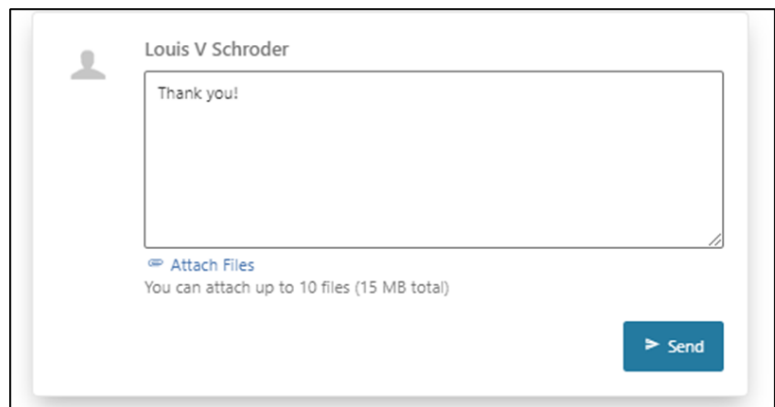 Louis V Schroder
Thank you!
Attach Files
You can attach up to 10 files (15 MB total)
Send